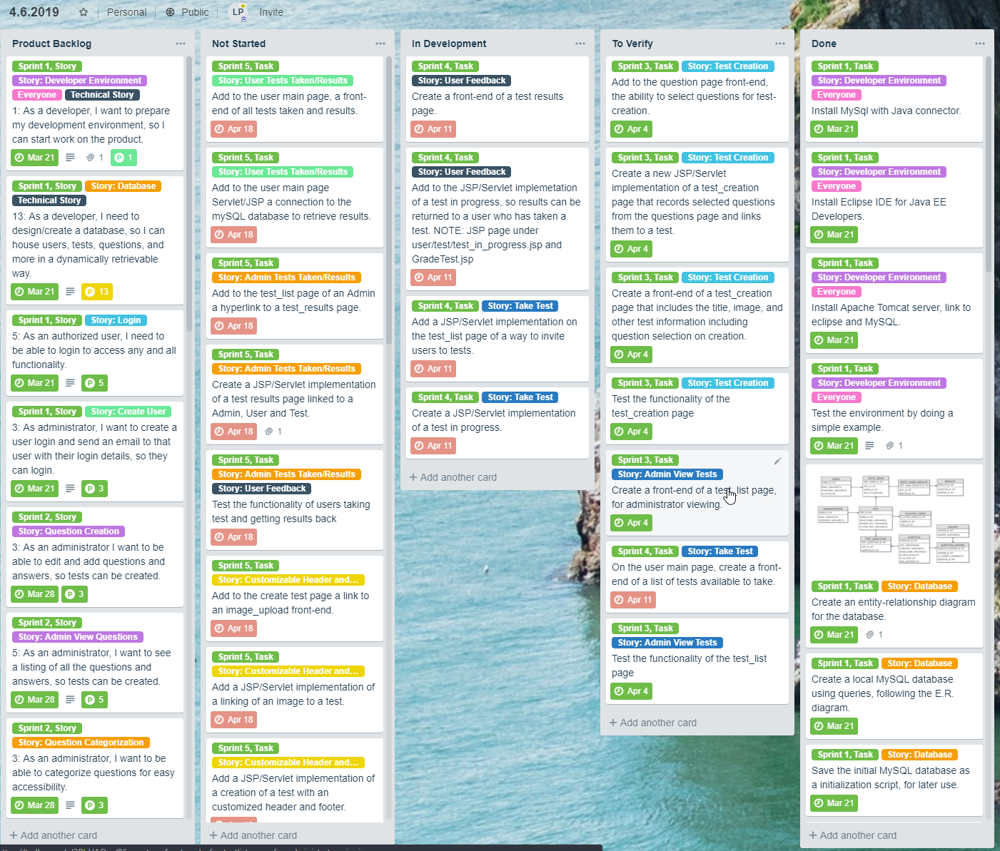 4.6.2019
Personal
Public
LP
Invite
Product Backlog
Sprint 1, Story
Story: Developer Environment
Everyone
Technical Story
1: As a developer, I want to prepare
my development environment, so I
can start work on the product.
Mar 21
1
P 1
Sprint 1, Story
Story: Database
Technical Story
13: As a developer, I need to
design/create a database, so I can
house users, tests, questions, and
more in a dynamically retrievable
way.
Mar 21
P 13
Sprint 1, Story
Story: Login
5: As an authorized user, I need to
be able to login to access any and all
functionality.
Mar 21
P 5
Sprint 1, Story
Story: Create User
3: As administrator, I want to create a
user login and send an email to that
user with their login details, so they
can login.
Mar 21
P 3
Sprint 2, Story
Story: Question Creation
3: As an administrator I want to be
able to edit and add questions and
answers, so tests can be created.
Mar 28
P 3
Sprint 2, Story
Story: Admin View Questions
5: As an administrator, I want to see
a listing of all the questions and
answers, so tests can be created.
Mar 28
P 5
Sprint 2, Story
Story: Question Categorization
3: As an administrator, I want to be
able to categorize questions for easy
accessibility.
Mar 28
P 3
+ Add another card
Not Started
Sprint 5, Task
Story: User Tests Taken/Results
Add to the user main page, a front-
end of all tests taken and results.
Apr 18
Sprint 5, Task
Story: User Tests Taken/Results
Add to the user main page
Servlet/JSP a connection to the
mySQL database to retrieve results.
Apr 18
Sprint 5, Task
Story: Admin Tests Taken/Results
Add to the test_list page of an Admin
a hyperlink to a test_results page.
Apr 18
Sprint 5, Task
Story: Admin Tests Taken/Results
Create a JSP/Servlet implementation
of a test results page linked to a
Admin, User and Test.
Apr 18
1
Sprint 5, Task
Story: Admin Tests Taken/Results
Story: User Feedback
Test the functionality of users taking
test and getting results back
Apr 18
Sprint 5, Task
Story: Customizable Header and...
Add to the create test page a link to
an image_upload front-end.
Apr 18
Sprint 5, Task
Story: Customizable Header and...
Add a JSP/Servlet implementation of
a linking of an image to a test.
Apr 18
Sprint 5, Task
Story: Customizable Header and...
Add a JSP/Servlet implementation of
a creation of a test with an
customized header and footer.
+ Add another card
In Development
Sprint 4, Task
Story: User Feedback
Create a front-end of a test results
page.
Apr 11
Sprint 4, Task
Story: User Feedback
Add to the JSP/Servlet implemetation
of a test in progress, so results can be
returned to a user who has taken a
test. NOTE: JSP page under
user/test/test_in_progress.jsp and
GradeTest.jsp
Apr 11
Sprint 4, Task
Story: Take Test
Add a JSP/Servlet implementation on
the test_list page of a way to invite
users to tests.
Apr 11
Sprint 4, Task
Story: Take Test
Create a JSP/Servlet implementation
of a test in progress.
Apr 11
+ Add another card
To Verify
Sprint 3, Task
Story: Test Creation
Add to the question page front-end,
the ability to select questions for test-
creation.
Apr 4
Sprint 3, Task
Story: Test Creation
Create a new JSP/Servlet
implementation of a test_creation
page that records selected questions
from the questions page and links
them to a test.
Apr 4
Sprint 3, Task
Story: Test Creation
Create a front-end of a test_creation
page that includes the title, image, and
other test information including
question selection on creation.
Apr 4
Sprint 3, Task
Story: Test Creation
Test the functionality of the
test_creation page
Apr 4
Sprint 3, Task
Story: Admin View Tests
Create a front-end of a test_list page,
for administrator viewing.
Apr 4
Sprint 4, Task
Story: Take Test
On the user main page, create a front-
end of a list of tests available to take.
Apr 11
Sprint 3, Task
Story: Admin View Tests
Test the functionality of the test_list
page
Apr 4
+ Add another card
Done
Sprint 1, Task
Story: Developer Environment
Everyone
Install MySql with Java connector.
Mar 21
Sprint 1, Task
Story: Developer Environment
Everyone
Install Eclipse IDE for Java EE
Developers.
Mar 21
Sprint 1, Task
Story: Developer Environment
Everyone
Install Apache Tomcat server, link to
eclipse and MySQL.
Mar 21
Sprint 1, Task
Story: Developer Environment
Everyone
Test the environment by doing a
simple example.
Mar 21
1
Sprint 1, Task
Story: Database
Create an entity-relationship diagram
for the database.
Mar 21
1
Sprint 1, Task
Story: Database
Create a local MySQL database
using queries, following the E.R.
diagram.
Mar 21
Sprint 1, Task
Story: Database
Save the initial MySQL database as
a initialization script, for later use.
Mar 21
+ Add another card